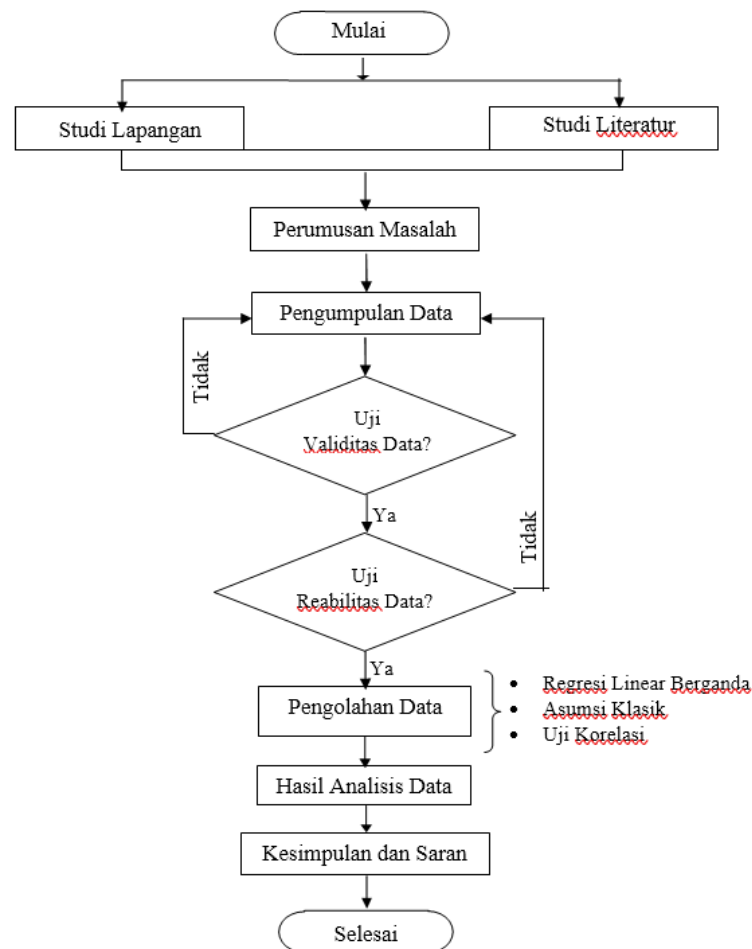 Mulai
Studi Lapangan
Studi Literatur
Perumusan Masalah
Pengumpulan Data
Tidak
Uji
Validitas Data?
Ya
Tidak
Uji
Reabilitas Data?
Ya
Pengolahan Data
• Regresi Linear Berganda
• Asumsi Klasik
• Uji Korelasi
Hasil Analisis Data
Kesimpulan dan Saran
Selesai